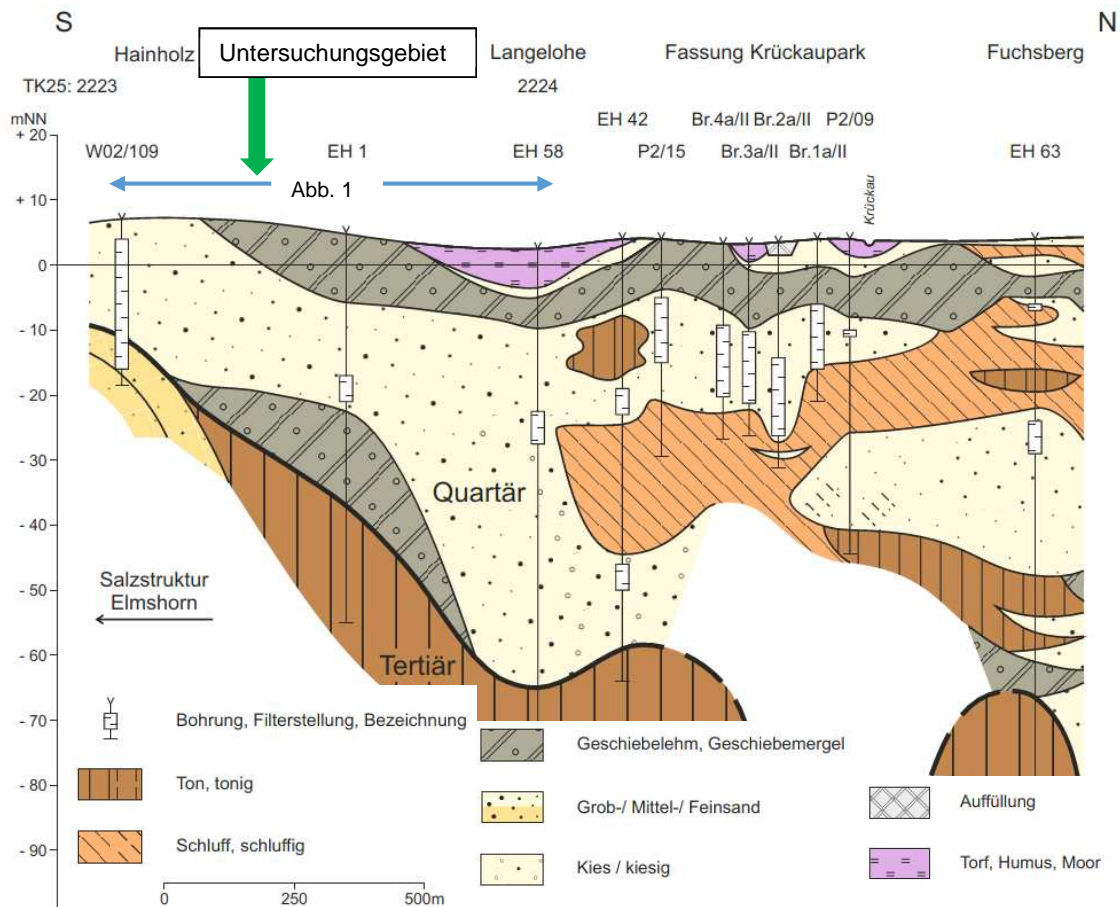 S
N
Hainholz
Untersuchungsgebiet
Langelohe
Fassung Krückaupark
Fuchsberg
TK25: 2223
2224
mNN
EH 42
Br.4a/II Br.2a/II P2/09
+ 20
W02/109
EH 1
EH 58
P2/15
Br.3a/II Br.1a/II
EH 63
Abb. 1
Krückau
+ 10
0
- 10
- 20
- 30
Quartär
- 40
Salzstruktur
Elmshorn
- 50
- 60
Tertiär
- 70
Bohrung, Filterstellung, Bezeichnung
Geschiebelehm, Geschiebemergel
- 80
Ton, tonig
Grob-/ Mittel-/ Feinsand
Auffüllung
- 90
Schluff, schluffig
Kies / kiesig
Torf, Humus, Moor
0
250
500m